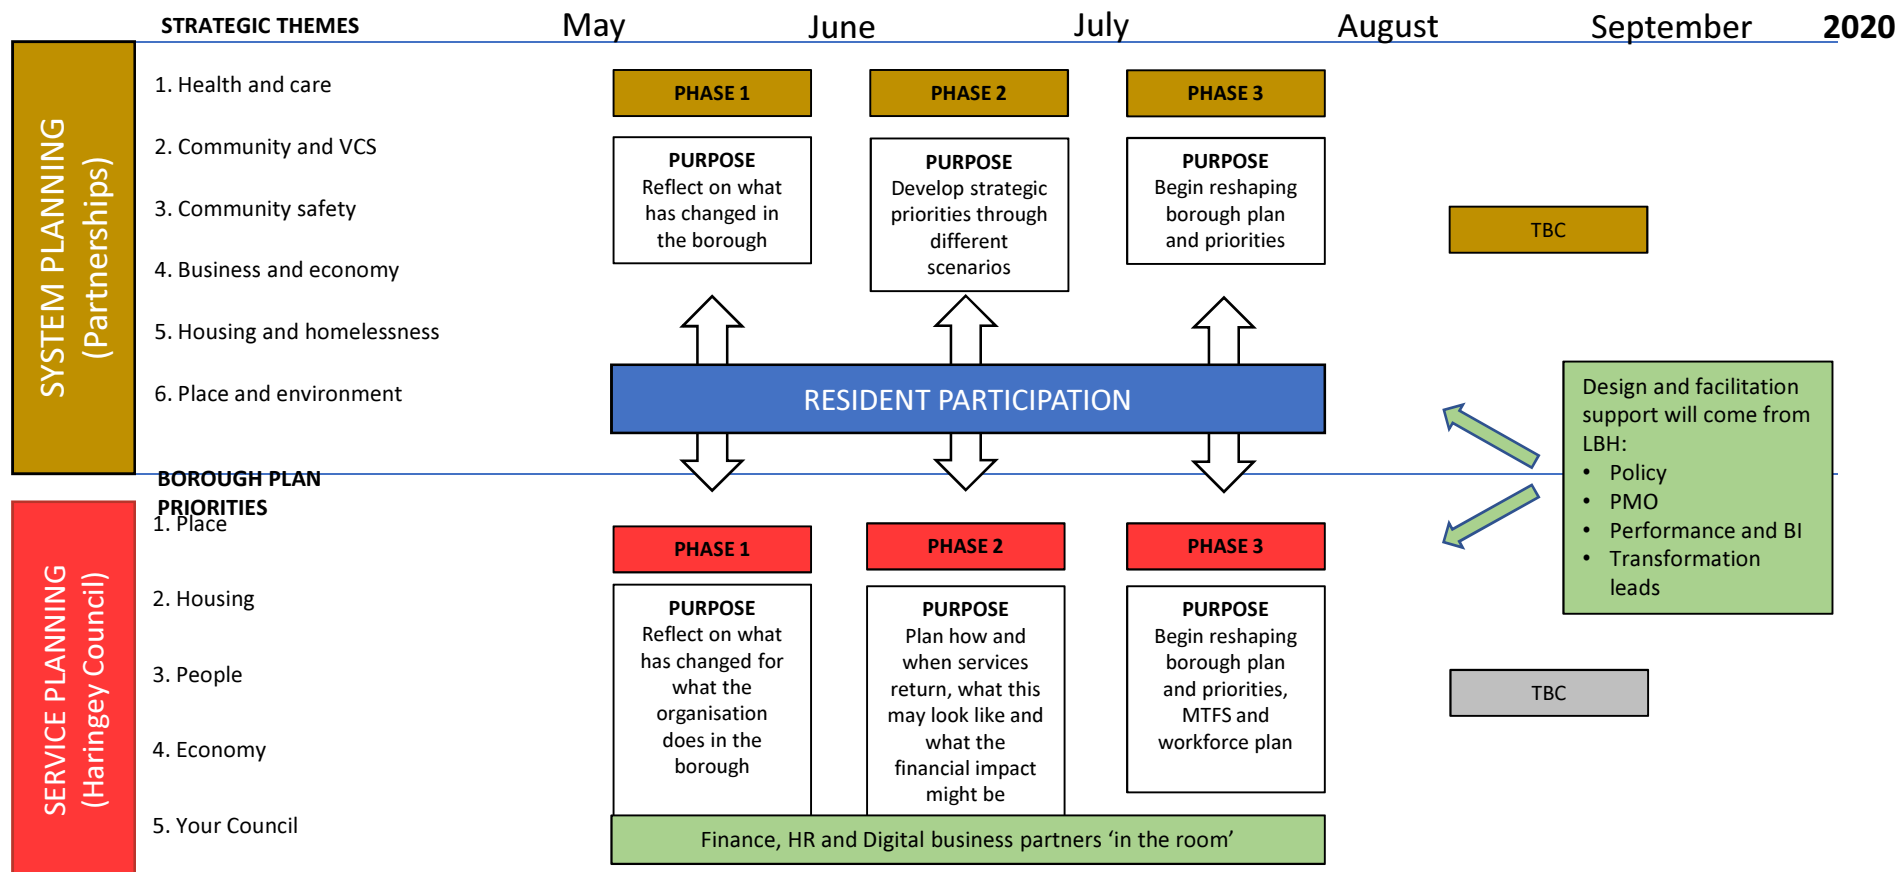 STRATEGIC THEMES
May
June
July
August
September
2020
SYSTEM PLANNING
(Partnerships)
1. Health and care
2. Community and VCS
3. Community safety
4. Business and economy
5. Housing and homelessness
6. Place and environment
PHASE 1
PURPOSE
Reflect on what
has changed in
the borough
PHASE 2
PURPOSE
Develop strategic
priorities through
different
scenarios
PHASE 3
PURPOSE
Begin reshaping
borough plan
and priorities
TBC
RESIDENT PARTICIPATION
Design and facilitation
support will come from
LBH:
• Policy
• PMO
• Performance and BI
• Transformation
leads
BOROUGH PLAN
PRIORITIES
SERVICE PLANNING
(Haringey Council)
1. Place
2. Housing
3. People
4. Economy
5. Your Council
PHASE 1
PURPOSE
Reflect on what
has changed for
what the
organisation
does in the
borough
PHASE 2
PURPOSE
Plan how and
when services
return, what this
may look like and
what the
financial impact
might be
PHASE 3
PURPOSE
Begin reshaping
borough plan
and priorities,
MTFS and
workforce plan
TBC
Finance, HR and Digital business partners ‘in the room’